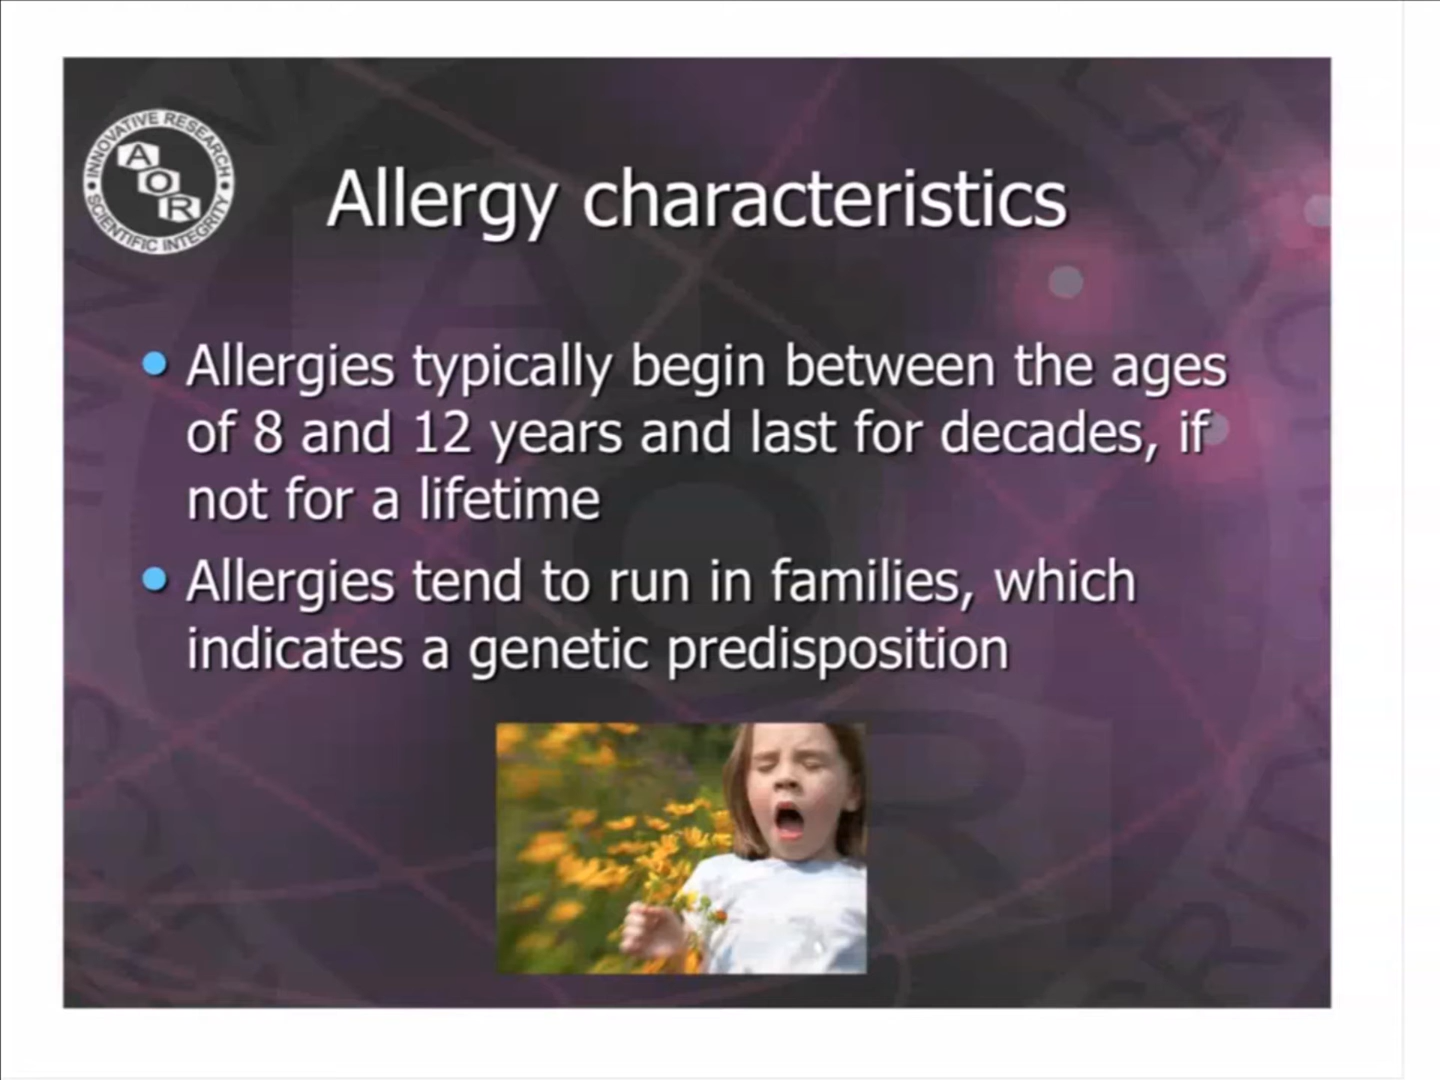 INNOVATIVE RESEARCH
AOR
SCIENTIFIC INTEGRITY
Allergy characteristics
Allergies typically begin between the ages
of 8 and 12 years and last for decades, if
not for a lifetime
Allergies tend to run in families, which
indicates a genetic predisposition